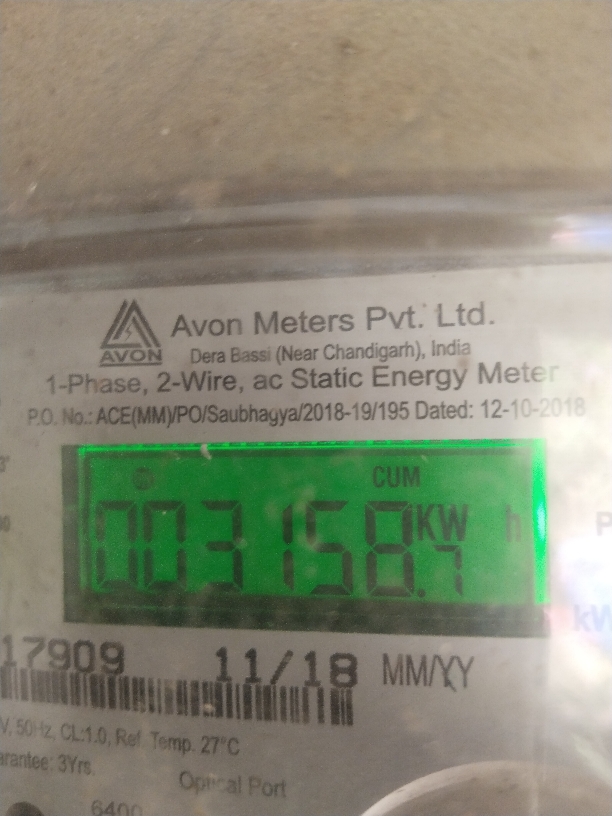 Avon Meters Pvt. Ltd.
AVON
Dera Bassi (Near Chandigarh), India
1-Phase, 2-Wire, ac Static Energy Meter
P.O. No.: ACE(MM)/PO/Saubhagya/2018-19/195 Dated: 12-10-2018
CUM
003158.7 KW h
17909 11/18 MM/YY
V, 50Hz, CL:1.0, Ref. Temp. 27°C
arantee: 3Yrs.
Optical Port
6400